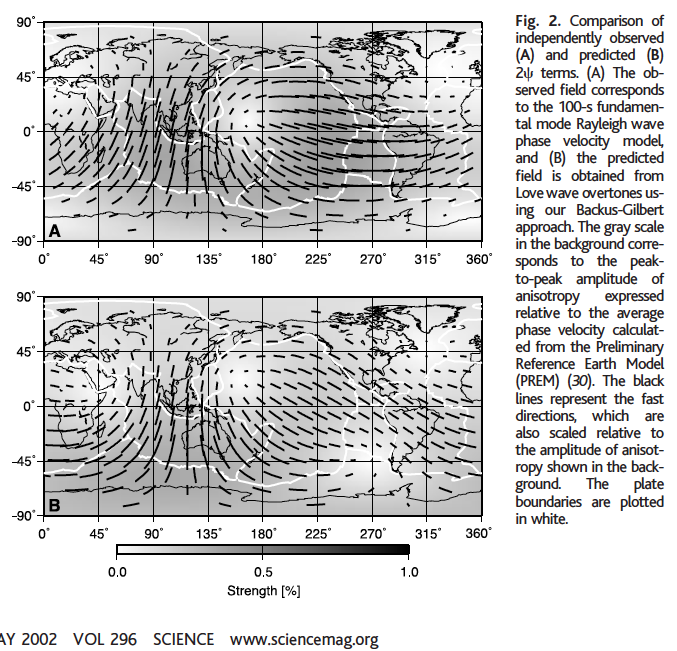 90°
45°
0°
-45°
-90°
A
0° 45° 90° 135° 180° 225° 270° 315° 360°
90°
45°
0°
-45°
-90°
B
0° 45° 90° 135° 180° 225° 270° 315° 360°
0.0 0.5 1.0
Strength [%]
Fig. 2. Comparison of
independently observed
(A) and predicted (B)
2ψ terms. (A) The ob-
served field corresponds
to the 100-s fundamen-
tal mode Rayleigh wave
phase velocity model,
and (B) the predicted
field is obtained from
Love wave overtones us-
ing our Backus-Gilbert
approach. The gray scale
in the background corre-
sponds to the peak-
to-peak amplitude of
anisotropy expressed
relative to the average
phase velocity calculat-
ed from the Preliminary
Reference Earth Model
(PREM) (30). The black
lines represent the fast
directions, which are
also scaled relative to
the amplitude of anisot-
ropy shown in the back-
ground. The plate
boundaries are plotted
in white.
AY 2002 VOL 296 SCIENCE www.sciencemag.org